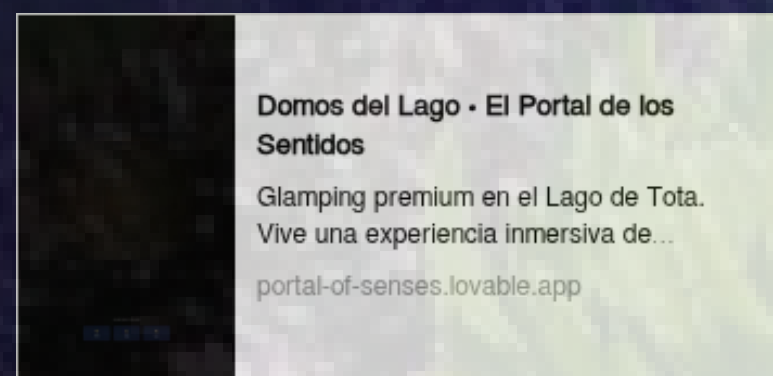 Domos del Lago • El Portal de los
Sentidos
Glamping premium en el Lago de Tota.
Vive una experiencia inmersiva de...
portal-of-senses.lovable.app